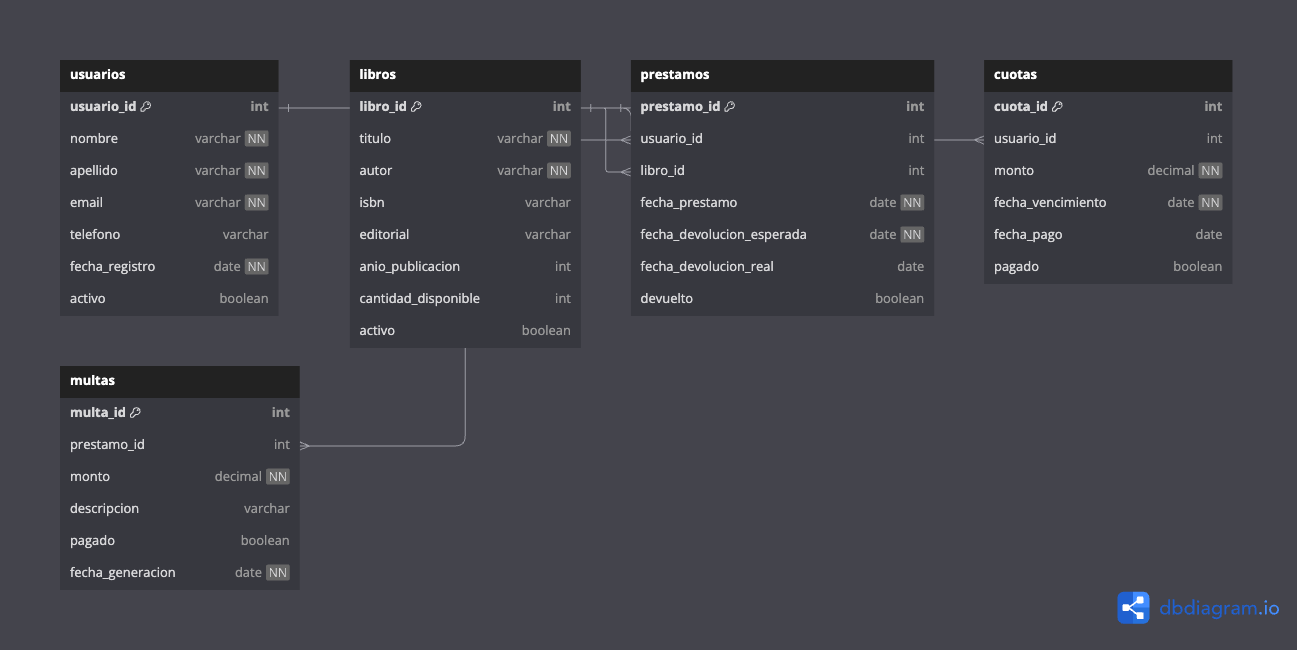 usuarios
usuario_id int
nombre varchar NN
apellido varchar NN
email varchar NN
telefono varchar
fecha_registro date NN
activo boolean
libros
libro_id int
titulo varchar NN
autor varchar NN
isbn varchar
editorial varchar
anio_publicacion int
cantidad_disponible int
activo boolean
prestamos
prestamo_id int
usuario_id int
libro_id int
fecha_prestamo date NN
fecha_devolucion_esperada date NN
fecha_devolucion_real date
devuelto boolean
cuotas
cuota_id int
usuario_id int
monto decimal NN
fecha_vencimiento date NN
fecha_pago date
pagado boolean
multas
multa_id int
prestamo_id int
monto decimal NN
descripcion varchar
pagado boolean
fecha_generacion date NN
dbdiagram.io